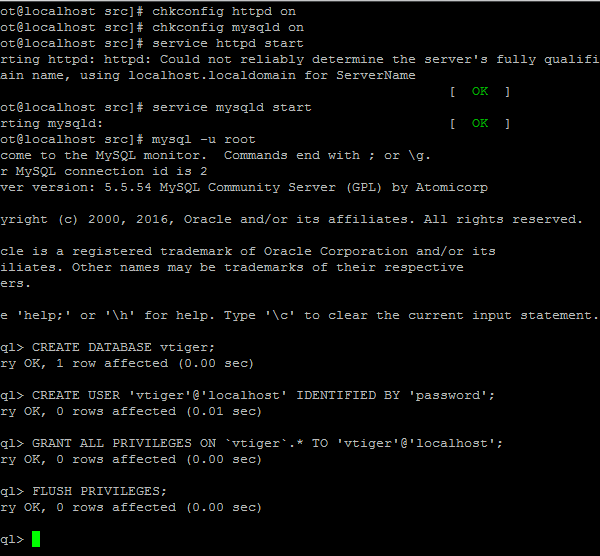 ot@localhost src]# chkconfig httpd on
ot@localhost src]# chkconfig mysqld on
ot@localhost src]# service httpd start
rting httpd: httpd: Could not reliably determine the server's fully qualifi
ain name, using localhost.localdomain for ServerName
[  OK  ]
ot@localhost src]# service mysqld start
rting mysqld:                                              [  OK  ]
ot@localhost src]# mysql -u root
come to the MySQL monitor.  Commands end with ; or \g.
r MySQL connection id is 2
ver version: 5.5.54 MySQL Community Server (GPL) by Atomicorp
yright (c) 2000, 2016, Oracle and/or its affiliates. All rights reserved.
cle is a registered trademark of Oracle Corporation and/or its
iliates. Other names may be trademarks of their respective
ers.
e 'help;' or '\h' for help. Type '\c' to clear the current input statement.
ql> CREATE DATABASE vtiger;
ry OK, 1 row affected (0.00 sec)
ql> CREATE USER 'vtiger'@'localhost' IDENTIFIED BY 'password';
ry OK, 0 rows affected (0.01 sec)
ql> GRANT ALL PRIVILEGES ON `vtiger`.* TO 'vtiger'@'localhost';
ry OK, 0 rows affected (0.00 sec)
ql> FLUSH PRIVILEGES;
ry OK, 0 rows affected (0.00 sec)
ql>